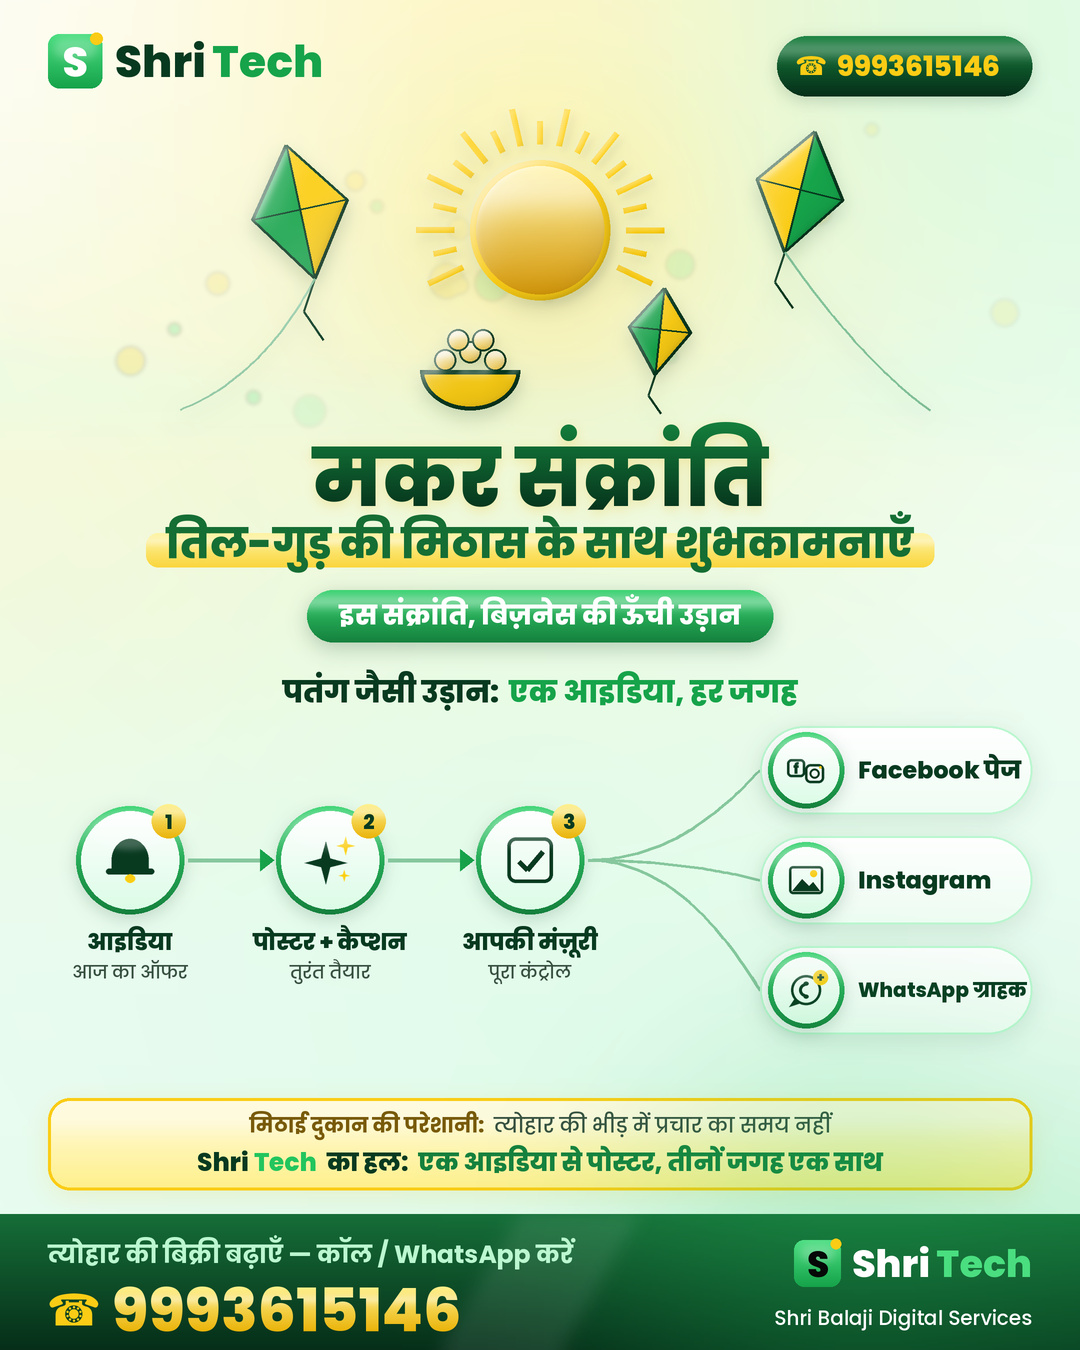 S Shri Tech
☎ 9993615146
मकर संक्रांति
तिल-गुड़ की मिठास के साथ शुभकामनाएँ
इस संक्रांति, बिज़नेस की ऊँची उड़ान
पतंग जैसी उड़ान: एक आइडिया, हर जगह
1
आइडिया
आज का ऑफर
2
पोस्टर + कैप्शन
तुरंत तैयार
3
आपकी मंज़ूरी
पूरा कंट्रोल
Facebook पेज
Instagram
WhatsApp ग्राहक
मिठाई दुकान की परेशानी: त्योहार की भीड़ में प्रचार का समय नहीं
Shri Tech का हल: एक आइडिया से पोस्टर, तीनों जगह एक साथ
त्योहार की बिक्री बढ़ाएँ — कॉल / WhatsApp करें
☎ 9993615146
S Shri Tech
Shri Balaji Digital Services